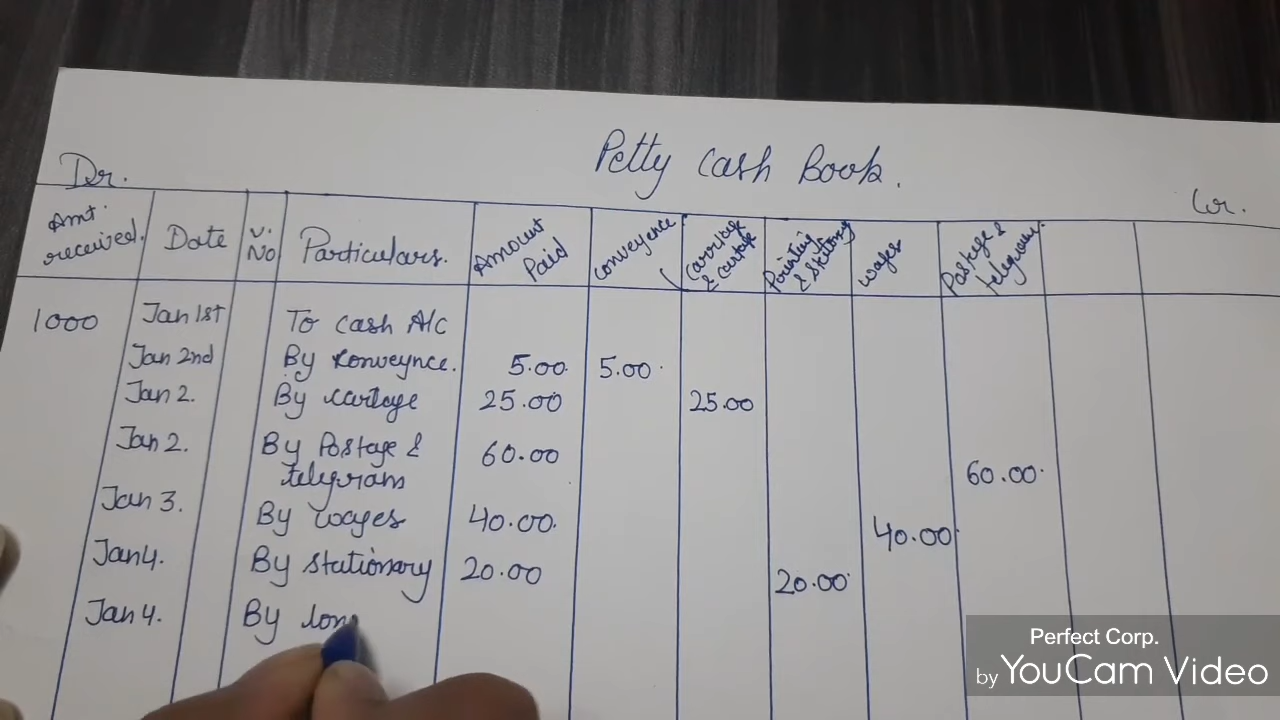 Petty Cash Book.
Dr.
Cr.
Amt. received. Date V. No Particulars. Amount Paid Conveyence Carriage & cartage Printing & Stationry Wages Postage & telegram.
1000 Jan 1st To Cash A/c
Jan 2nd By Conveynce. 5.00 5.00
Jan 2. By Cartage 25.00 25.00
Jan 2. By Postage & 60.00
telegram 60.00
Jan 3. By Wages 40.00 40.00
Jan 4. By Stationary 20.00 20.00
Jan 4. By Con
Perfect Corp.
by YouCam Video